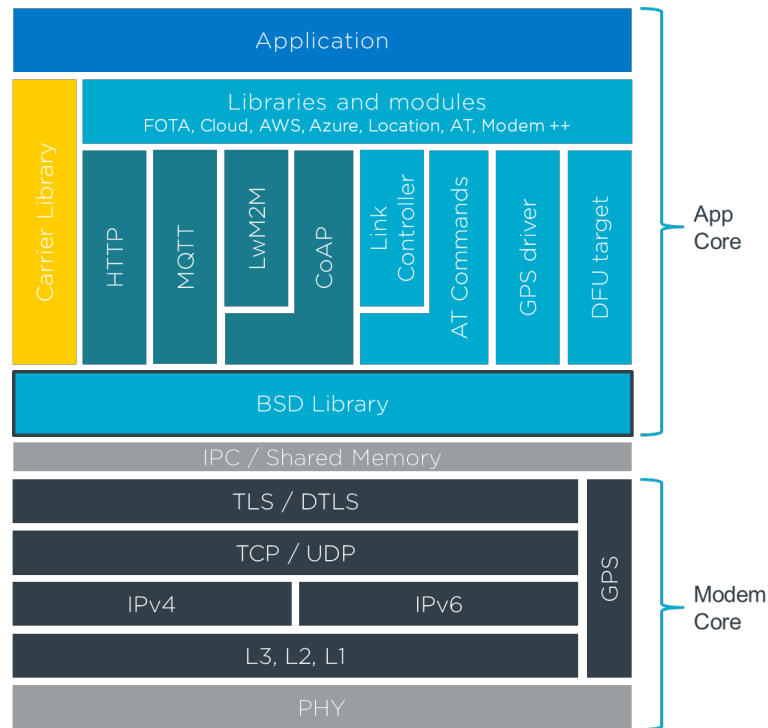 Application
Carrier Library
Libraries and modules
FOTA, Cloud, AWS, Azure, Location, AT, Modem ++
HTTP
MQTT
LwM2M
CoAP
Link
Controller
AT Commands
GPS driver
DFU target
App
Core
BSD Library
IPC / Shared Memory
TLS / DTLS
TCP / UDP
IPv4
IPv6
GPS
Modem
Core
L3, L2, L1
PHY